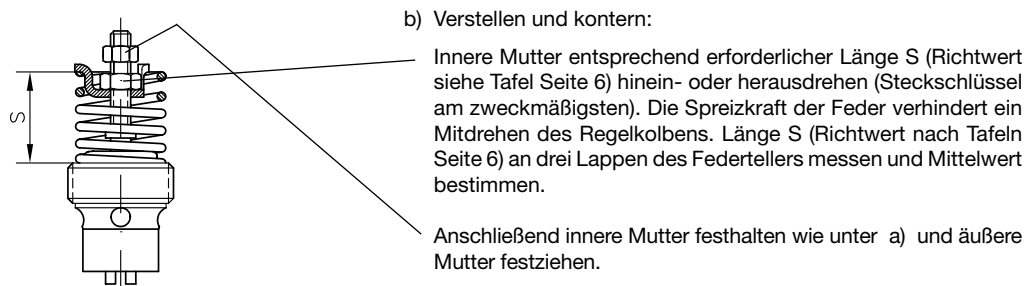 b) Verstellen und kontern:
Innere Mutter entsprechend erforderlicher Länge S (Richtwert
siehe Tafel Seite 6) hinein- oder herausdrehen (Steckschlüssel
am zweckmäßigsten). Die Spreizkraft der Feder verhindert ein
Mitdrehen des Regelkolbens. Länge S (Richtwert nach Tafeln
Seite 6) an drei Lappen des Federtellers messen und Mittelwert
bestimmen.
S
Anschließend innere Mutter festhalten wie unter a) und äußere
Mutter festziehen.